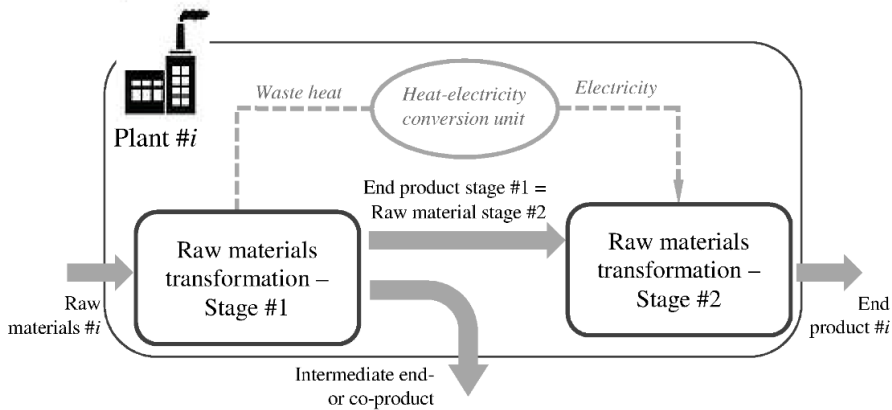 Plant #i
Waste heat
Heat-electricity
conversion unit
Electricity
End product stage #1 =
Raw material stage #2
Raw materials
transformation –
Stage #1
Raw materials
transformation –
Stage #2
Raw
materials #i
End
product #i
Intermediate end-
or co-product